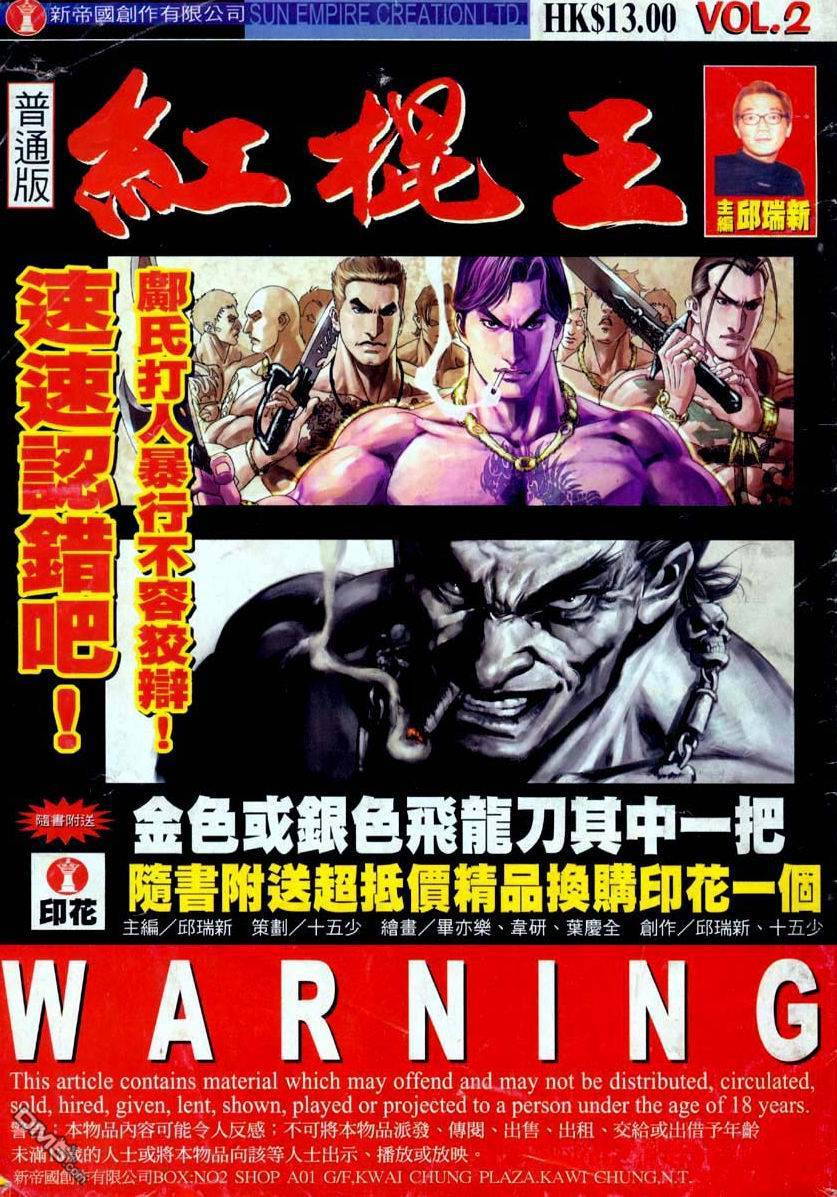 新帝國創作有限公司 SUN EMPIRE CREATION LTD. HK$13.00 VOL.2
普通版
紅棍王
主編 邱瑞新
鄺氏打人暴行不容狡辯！
速速認錯吧！
隨書附送
金色或銀色飛龍刀其中一把
隨書附送超抵價精品換購印花一個
印花
主編／邱瑞新 策劃／十五少 繪畫／畢亦樂、韋研、葉慶全 創作／邱瑞新、十五少
WARNING
This article contains material which may offend and may not be distributed, circulated,
sold, hired, given, lent, shown, played or projected to a person under the age of 18 years.
警告：本物品內容可能令人反感；不可將本物品派發、傳閱、出售、出租、交給或出借予年齡
未滿18歲的人士或將本物品向該等人士出示、播放或放映。
新帝國創作有限公司BOX:NO2 SHOP A01 G/F,KWAI CHUNG PLAZA.KAWI CHUNG,N.T.